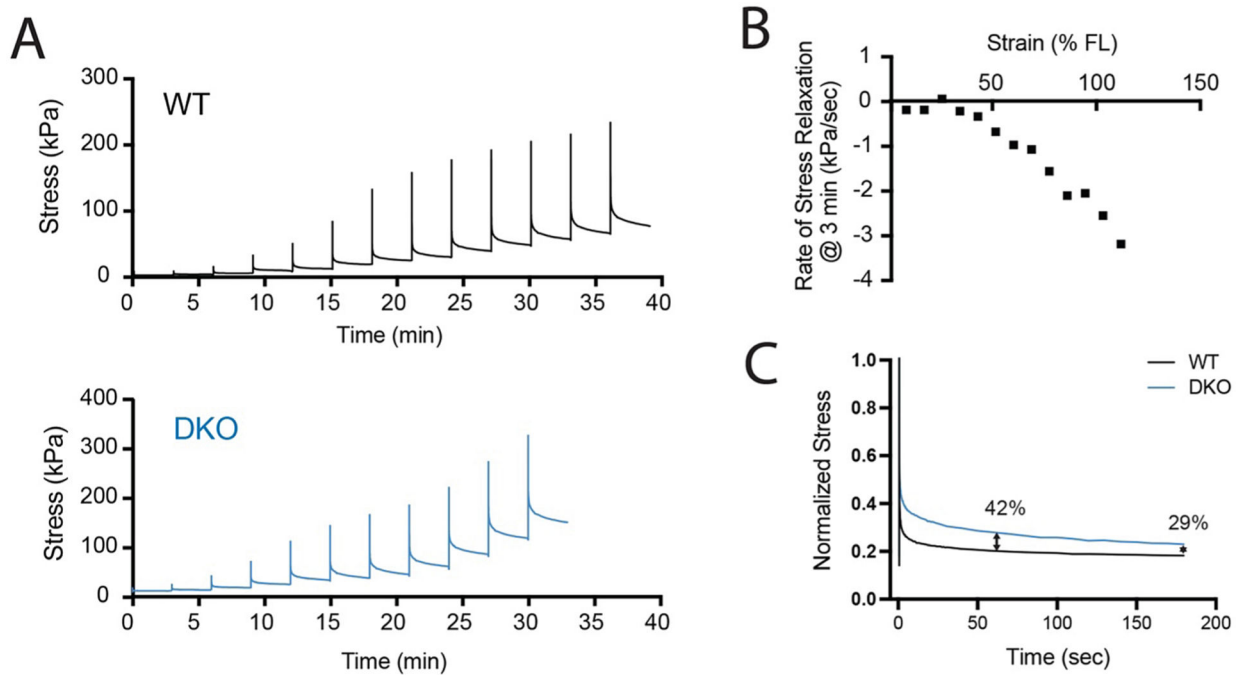 A
300
WT
200
Stress (kPa)
100
0
0 5 10 15 20 25 30 35 40
Time (min)
400
DKO
300
Stress (kPa)
200
100
0
0 5 10 15 20 25 30 35 40
Time (min)
B
Strain (% FL)
1
50 100 150
0
-1
-2
-3
-4
Rate of Stress Relaxation
@ 3 min (kPa/sec)
C
WT
DKO
1.0
0.8
0.6
0.4
0.2
0.0
Normalized Stress
42%
29%
0 50 100 150 200
Time (sec)